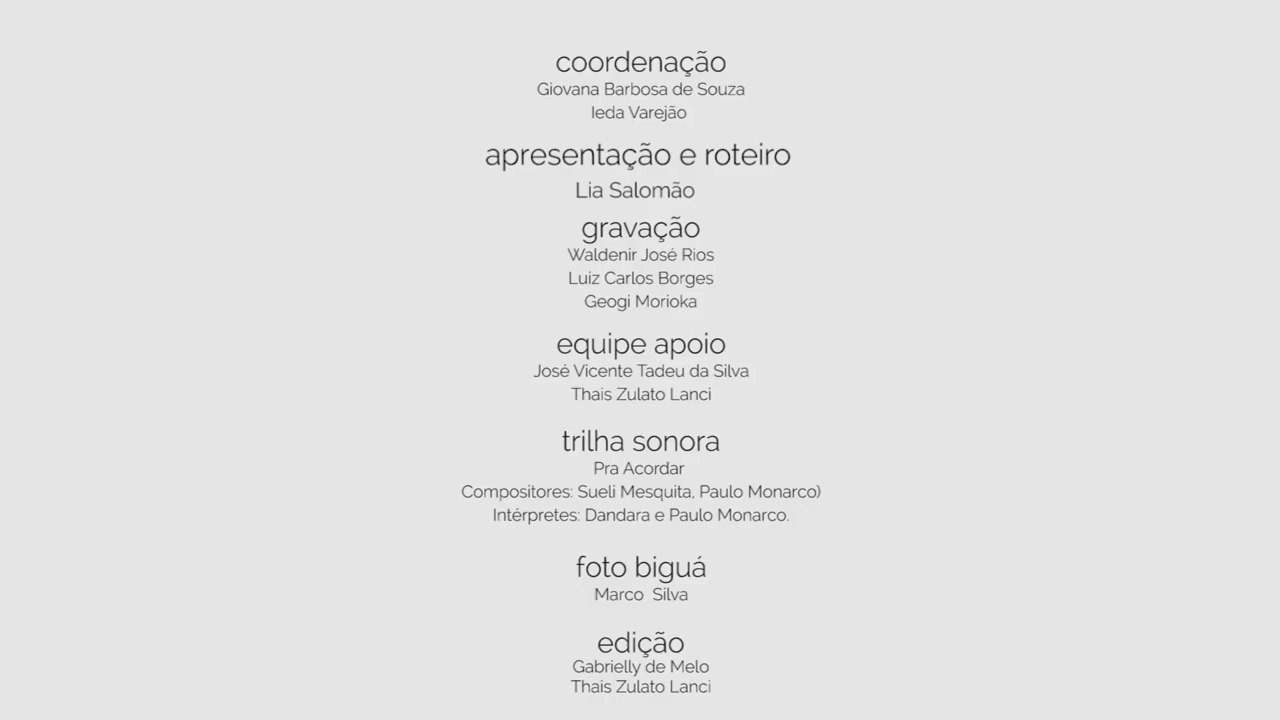 coordenação
Giovana Barbosa de Souza
Ieda Varejão
apresentação e roteiro
Lia Salomão
gravação
Waldenir José Rios
Luiz Carlos Borges
Geogi Morioka
equipe apoio
José Vicente Tadeu da Silva
Thais Zulato Lanci
trilha sonora
Pra Acordar
Compositores: Sueli Mesquita, Paulo Monarco)
Intérpretes: Dandara e Paulo Monarco.
foto biguá
Marco  Silva
edição
Gabrielly de Melo
Thais Zulato Lanci